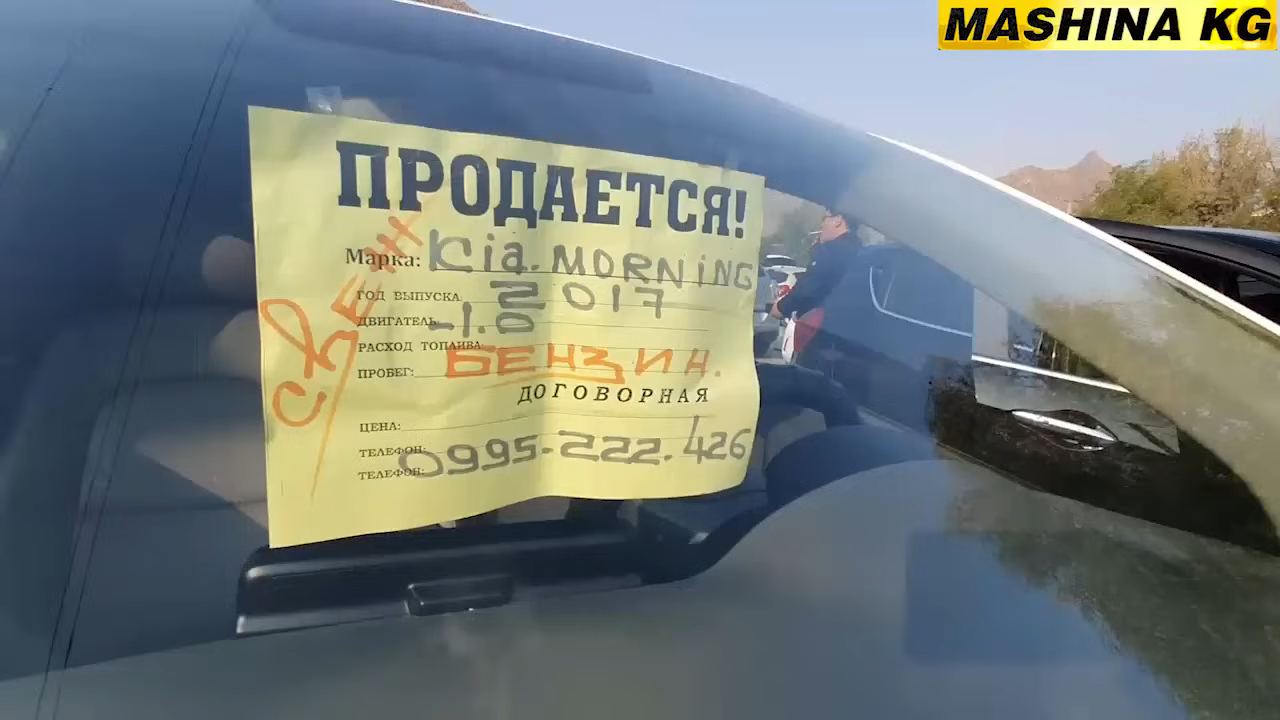 MASHINA KG
ПРОДАЕТСЯ!
Марка: Kia. MORNING
ГОД ВЫПУСКА 2017
ДВИГАТЕЛЬ -1.0
РАСХОД ТОПЛИВА:
ПРОБЕГ: БЕНЗИН.
ДОГОВОРНАЯ
ЦЕНА:
ТЕЛЕФОН: 0995-222.426
ТЕЛЕФОН: